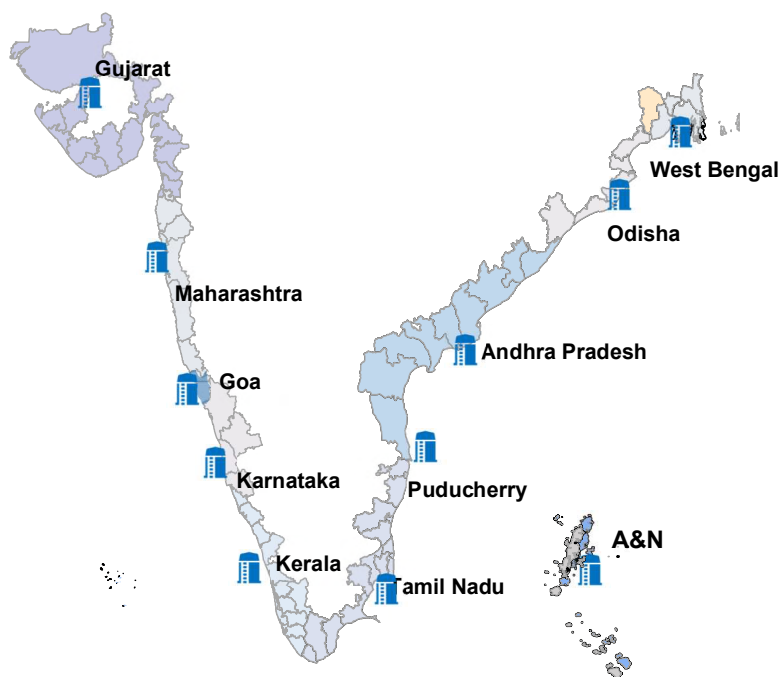 Gujarat
West Bengal
Odisha
Maharashtra
Andhra Pradesh
Goa
Karnataka
Puducherry
A&N
Kerala
Tamil Nadu